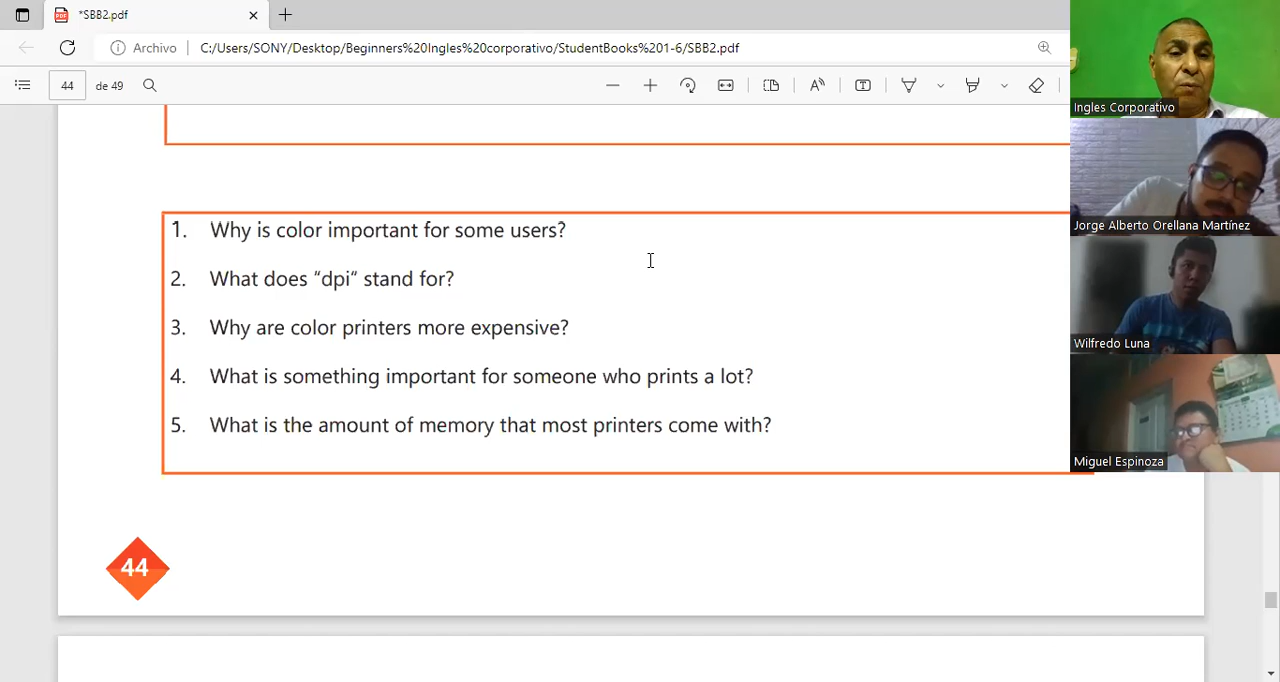 *SBB2.pdf
Archivo
C:/Users/SONY/Desktop/Beginners%20Ingles%20corporativo/StudentBooks%201-6/SBB2.pdf
44
de 49
1. Why is color important for some users?
2. What does “dpi“ stand for?
3. Why are color printers more expensive?
4. What is something important for someone who prints a lot?
5. What is the amount of memory that most printers come with?
44
Ingles Corporativo
Jorge Alberto Orellana Martínez
Wilfredo Luna
Miguel Espinoza